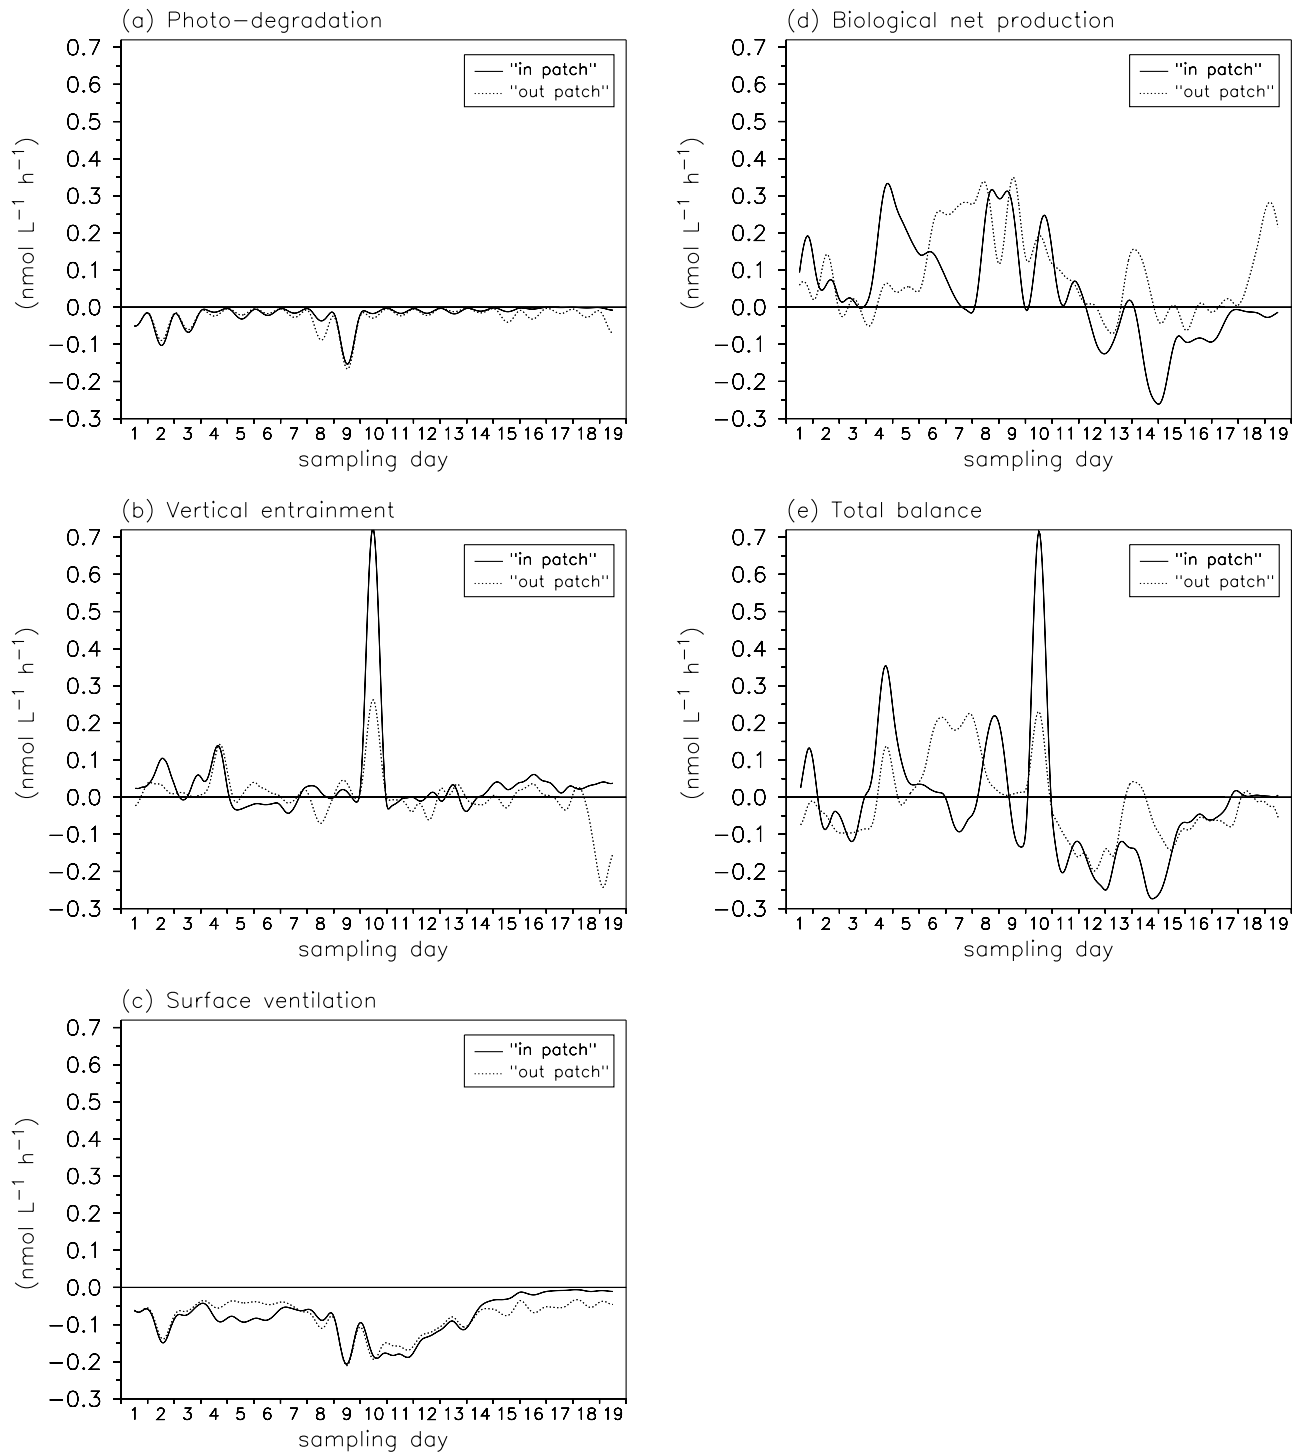 (a) Photo-degradation
0.7
0.6
0.5
0.4
0.3
0.2
0.1
0.0
-0.1
-0.2
-0.3
(nmol L⁻¹ h⁻¹)
"in patch"
"out patch"
1 2 3 4 5 6 7 8 9 10 11 12 13 14 15 16 17 18 19
sampling day
(b) Vertical entrainment
0.7
0.6
0.5
0.4
0.3
0.2
0.1
0.0
-0.1
-0.2
-0.3
(nmol L⁻¹ h⁻¹)
"in patch"
"out patch"
1 2 3 4 5 6 7 8 9 10 11 12 13 14 15 16 17 18 19
sampling day
(c) Surface ventilation
0.7
0.6
0.5
0.4
0.3
0.2
0.1
0.0
-0.1
-0.2
-0.3
(nmol L⁻¹ h⁻¹)
"in patch"
"out patch"
1 2 3 4 5 6 7 8 9 10 11 12 13 14 15 16 17 18 19
sampling day
(d) Biological net production
0.7
0.6
0.5
0.4
0.3
0.2
0.1
0.0
-0.1
-0.2
-0.3
(nmol L⁻¹ h⁻¹)
"in patch"
"out patch"
1 2 3 4 5 6 7 8 9 10 11 12 13 14 15 16 17 18 19
sampling day
(e) Total balance
0.7
0.6
0.5
0.4
0.3
0.2
0.1
0.0
-0.1
-0.2
-0.3
(nmol L⁻¹ h⁻¹)
"in patch"
"out patch"
1 2 3 4 5 6 7 8 9 10 11 12 13 14 15 16 17 18 19
sampling day